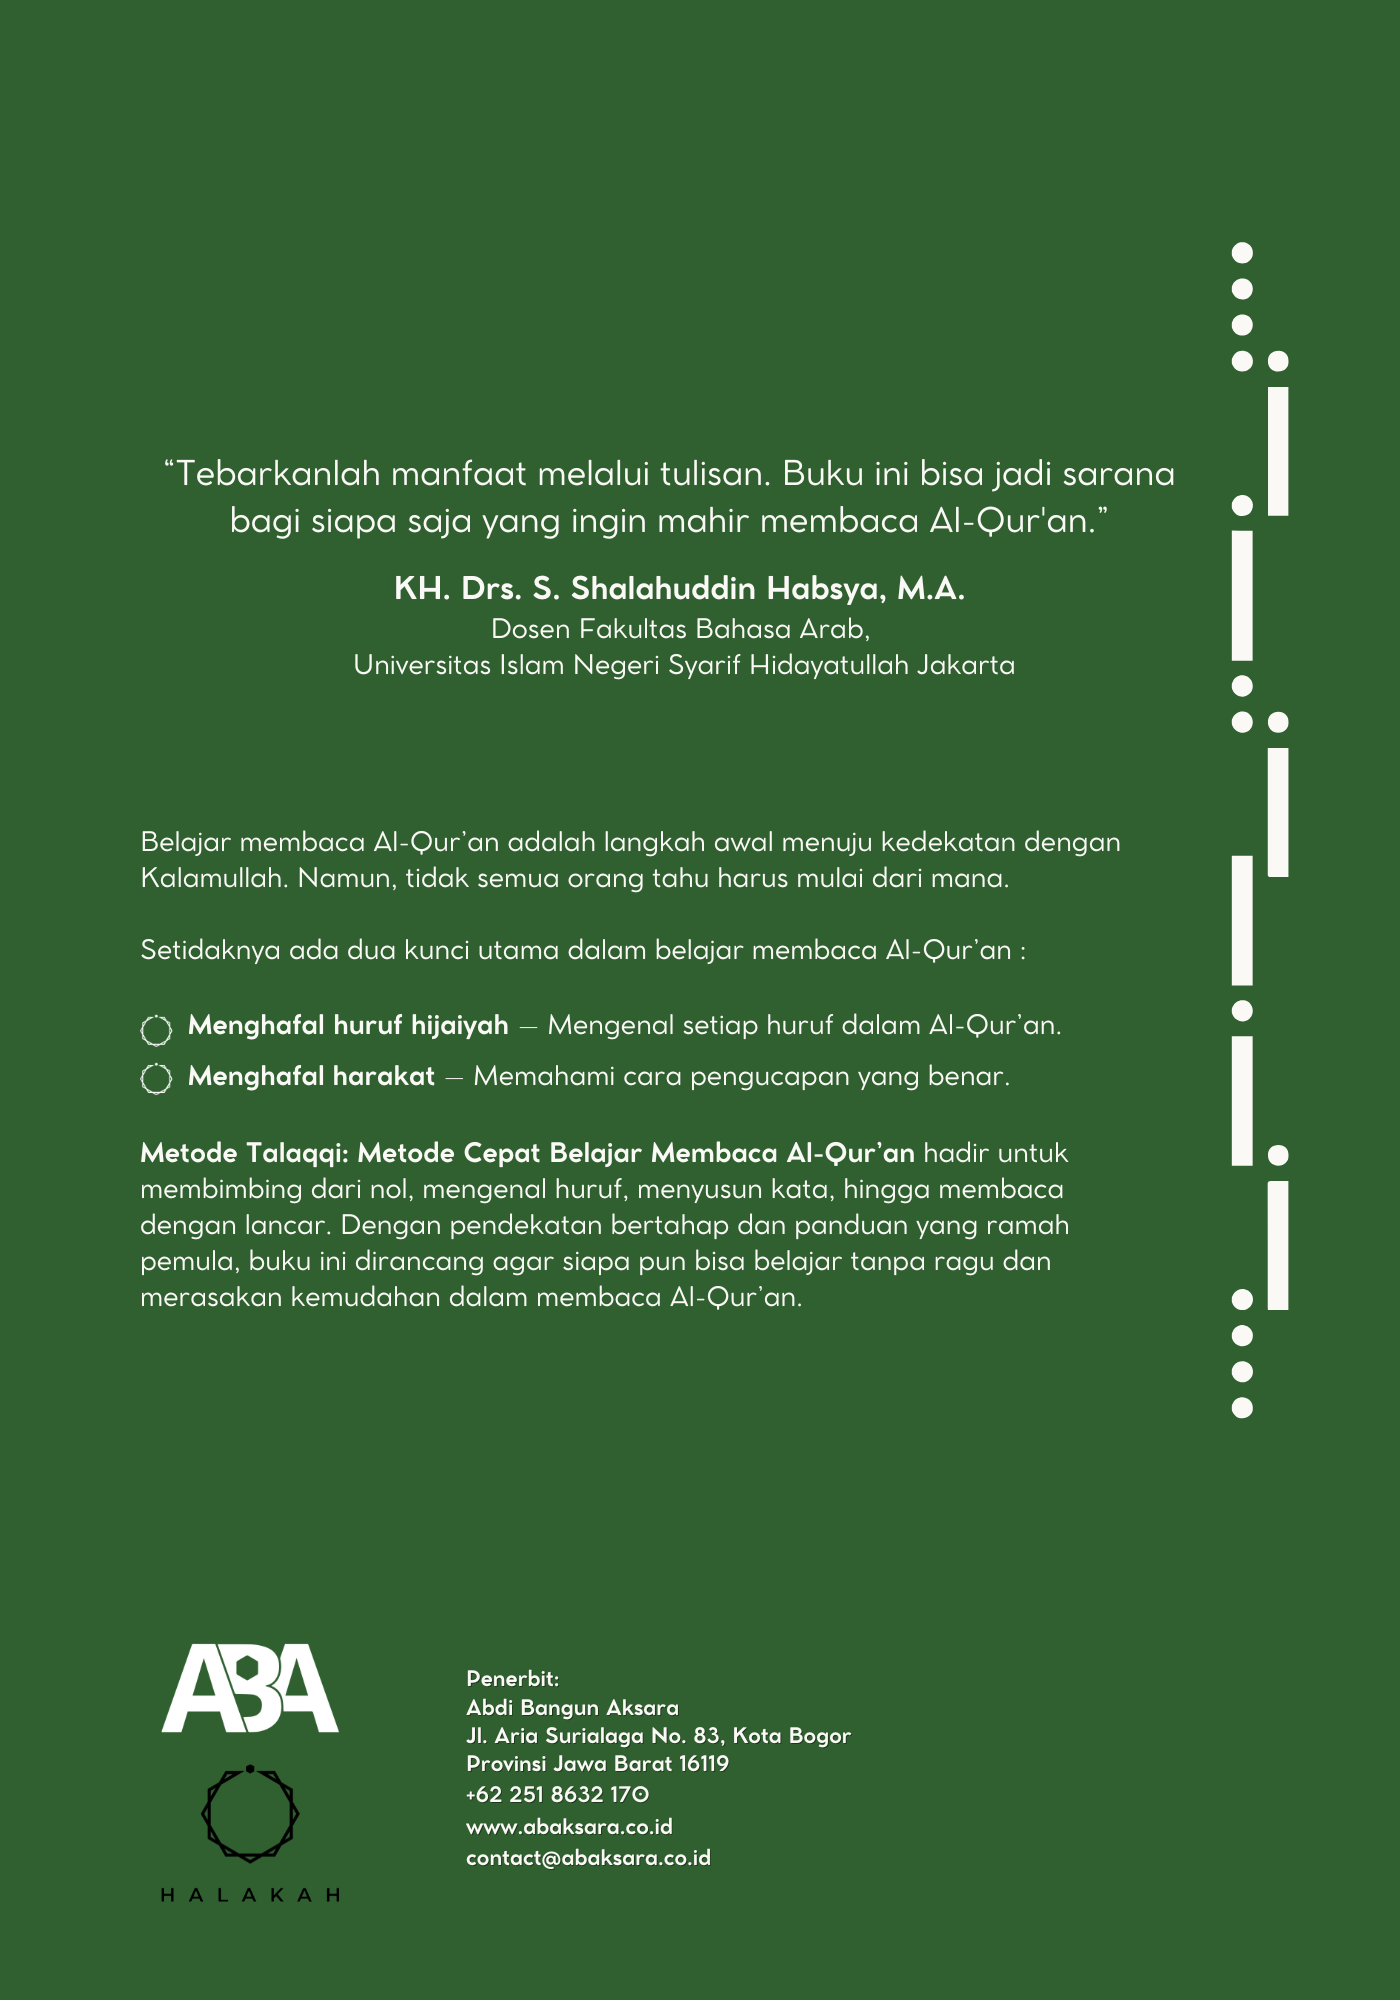 “Tebarkanlah manfaat melalui tulisan. Buku ini bisa jadi sarana
bagi siapa saja yang ingin mahir membaca Al-Qur'an.”
KH. Drs. S. Shalahuddin Habsya, M.A.
Dosen Fakultas Bahasa Arab,
Universitas Islam Negeri Syarif Hidayatullah Jakarta
Belajar membaca Al-Qur’an adalah langkah awal menuju kedekatan dengan
Kalamullah. Namun, tidak semua orang tahu harus mulai dari mana.
Setidaknya ada dua kunci utama dalam belajar membaca Al-Qur’an :
Menghafal huruf hijaiyah — Mengenal setiap huruf dalam Al-Qur’an.
Menghafal harakat — Memahami cara pengucapan yang benar.
Metode Talaqqi: Metode Cepat Belajar Membaca Al-Qur’an hadir untuk
membimbing dari nol, mengenal huruf, menyusun kata, hingga membaca
dengan lancar. Dengan pendekatan bertahap dan panduan yang ramah
pemula, buku ini dirancang agar siapa pun bisa belajar tanpa ragu dan
merasakan kemudahan dalam membaca Al-Qur’an.
ABA
HALAKAH
Penerbit:
Abdi Bangun Aksara
Jl. Aria Surialaga No. 83, Kota Bogor
Provinsi Jawa Barat 16119
+62 251 8632 170
www.abaksara.co.id
contact@abaksara.co.id